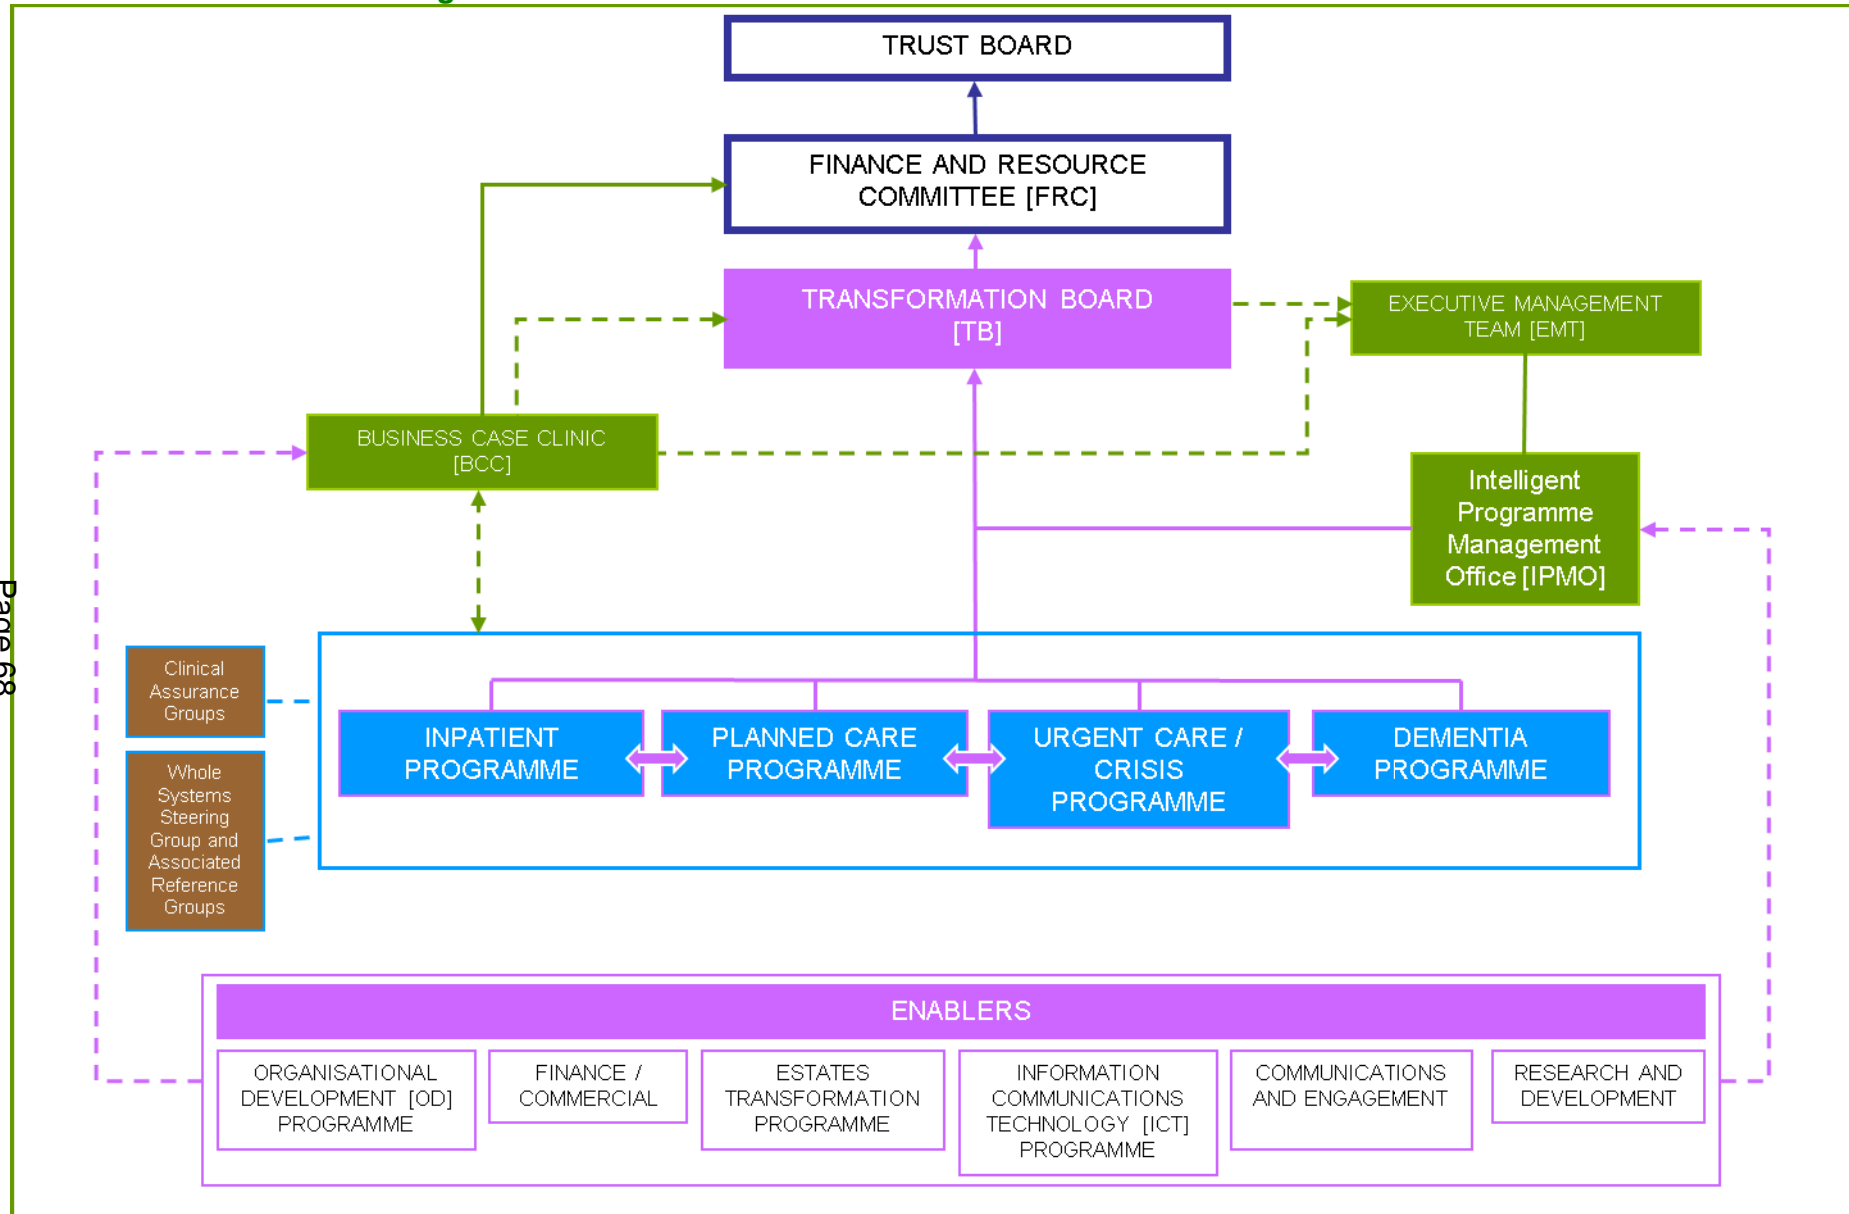 TRUST BOARD
FINANCE AND RESOURCE
COMMITTEE [FRC]
TRANSFORMATION BOARD
[TB]
EXECUTIVE MANAGEMENT
TEAM [EMT]
BUSINESS CASE CLINIC
[BCC]
Intelligent
Programme
Management
Office [IPMO]
Page 68
Clinical
Assurance
Groups
Whole
Systems
Steering
Group and
Associated
Reference
Groups
INPATIENT
PROGRAMME
PLANNED CARE
PROGRAMME
URGENT CARE /
CRISIS
PROGRAMME
DEMENTIA
PROGRAMME
ENABLERS
ORGANISATIONAL
DEVELOPMENT [OD]
PROGRAMME
FINANCE /
COMMERCIAL
ESTATES
TRANSFORMATION
PROGRAMME
INFORMATION
COMMUNICATIONS
TECHNOLOGY [ICT]
PROGRAMME
COMMUNICATIONS
AND ENGAGEMENT
RESEARCH AND
DEVELOPMENT